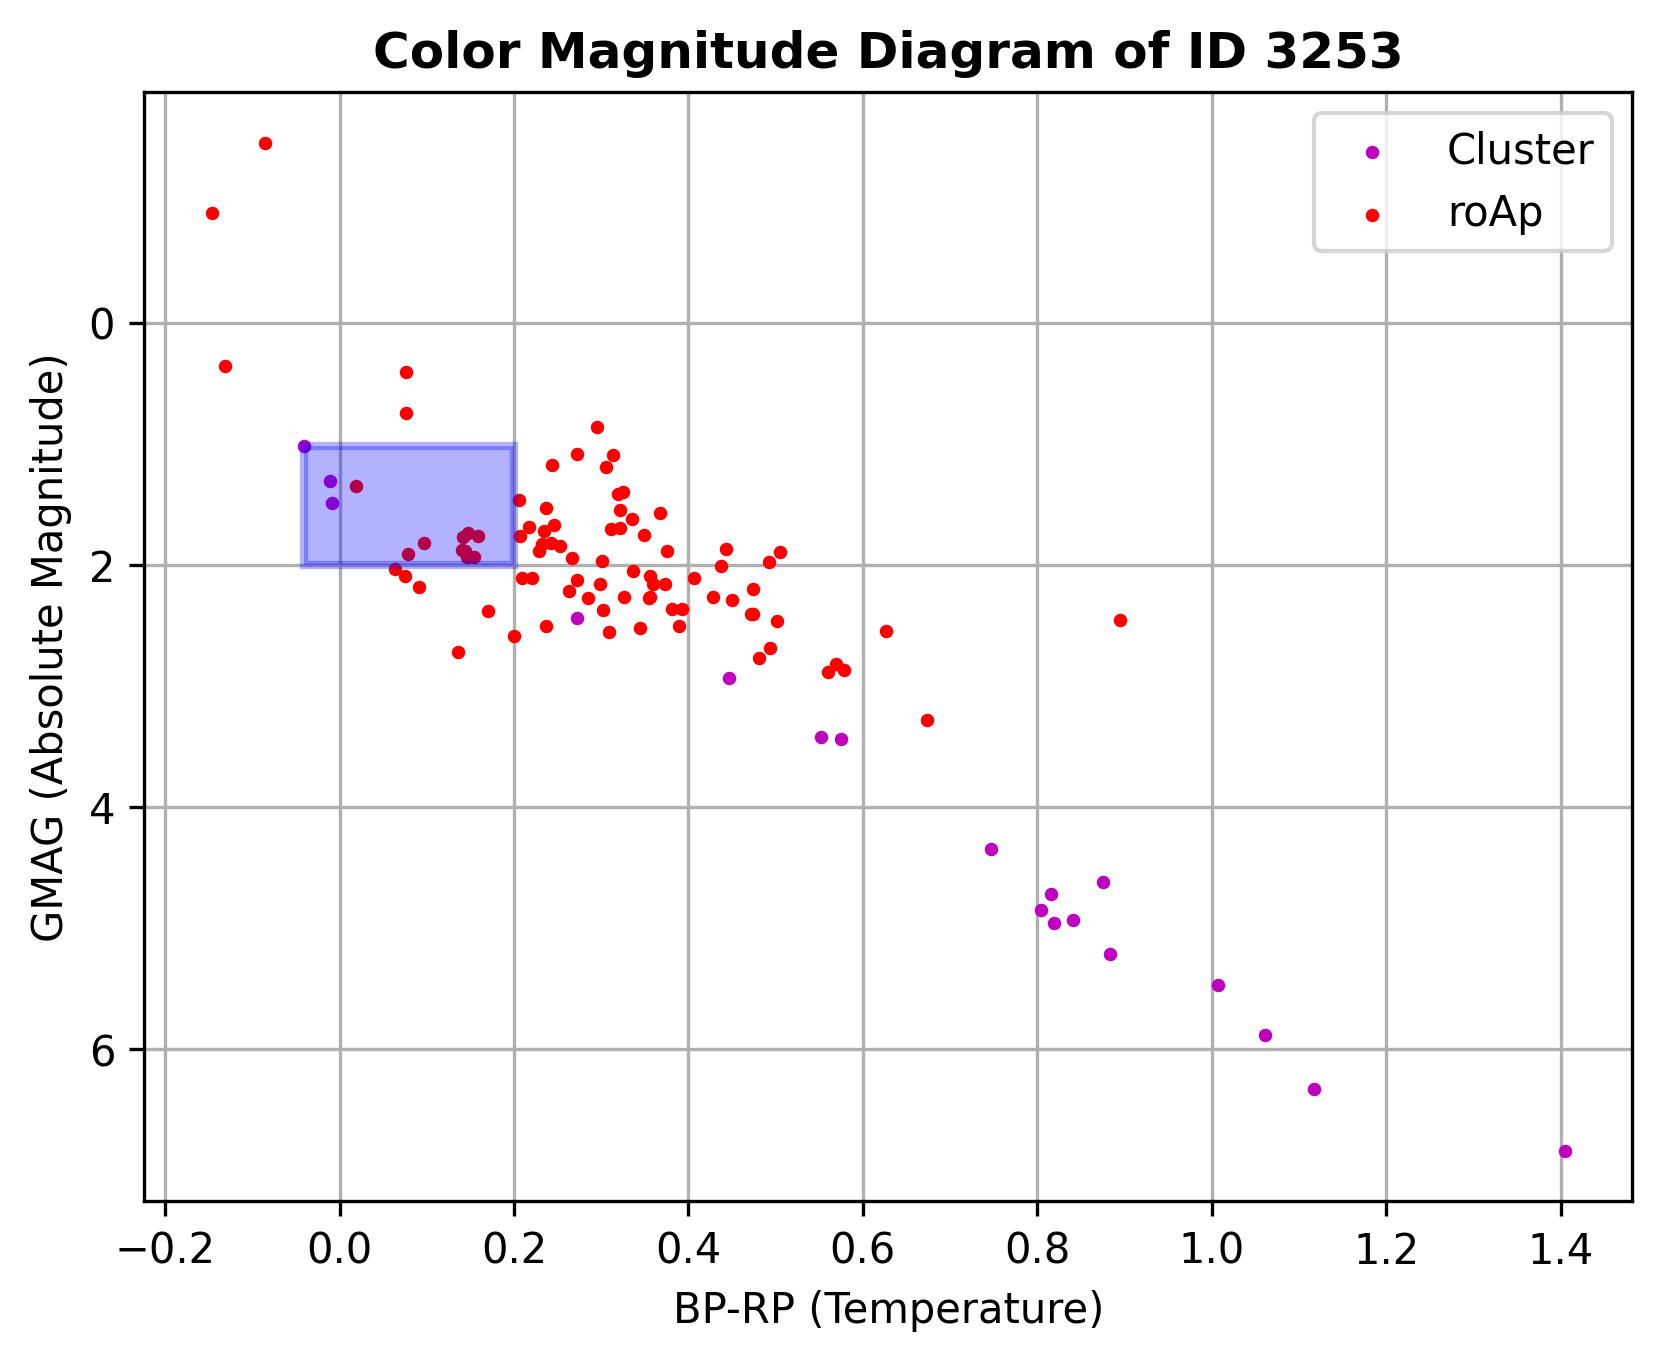 Color Magnitude Diagram of ID 3253
Cluster
roAp
GMAG (Absolute Magnitude)
0
2
4
6
−0.2 0.0 0.2 0.4 0.6 0.8 1.0 1.2 1.4
BP-RP (Temperature)